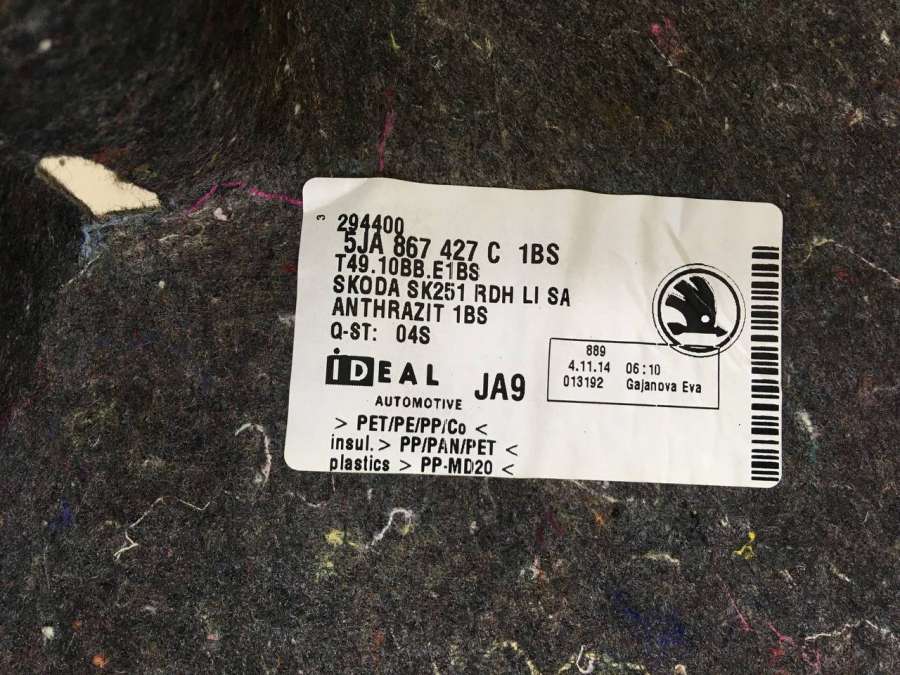 3
294400
5JA 867 427 C 1BS
T49.10BB.E1BS
SKODA SK251 RDH LI SA
ANTHRAZIT 1BS
Q-ST: 04S
889
4.11.14 06:10
013192 Gajanova Eva
iDEAL JA9
AUTOMOTIVE
> PET/PE/PP/Co <
insul. > PP/PAN/PET <
plastics > PP-MD20 <